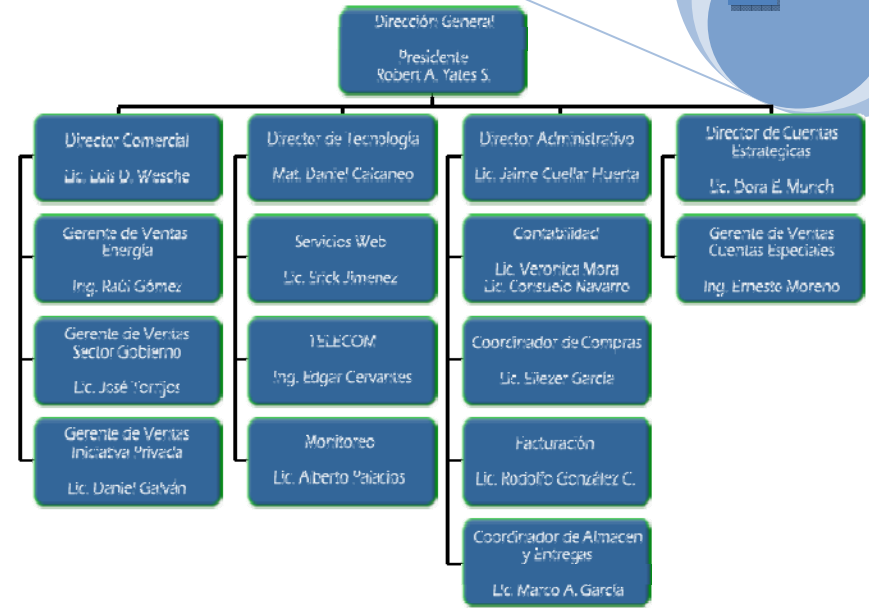 Dirección General
Presidente
Robert A. Yates S.
Director Comercial
Lic. Luis D. Wesche
Gerente de Ventas
Energía
Ing. Raúl Gómez
Gerente de Ventas
Sector Gobierno
Lic. José Torrijos
Gerente de Ventas
Iniciativa Privada
Lic. Daniel Galván
Director de Tecnología
Mat. Daniel Calcaneo
Servicios Web
Lic. Erick Jimenez
TELECOM
Ing. Edgar Cervantes
Monitoreo
Lic. Alberto Palacios
Director Administrativo
Lic. Jaime Cuellar Huerta
Contabilidad
Lic. Veronica Mora
Lic. Consuelo Navarro
Coordinador de Compras
Lic. Eliezer García
Facturación
Lic. Rodolfo González C.
Coordinador de Almacen
y Entregas
Lic. Marco A. García
Director de Cuentas
Estrategicas
Lic. Dora E. Munch
Gerente de Ventas
Cuentas Especiales
Ing. Ernesto Moreno